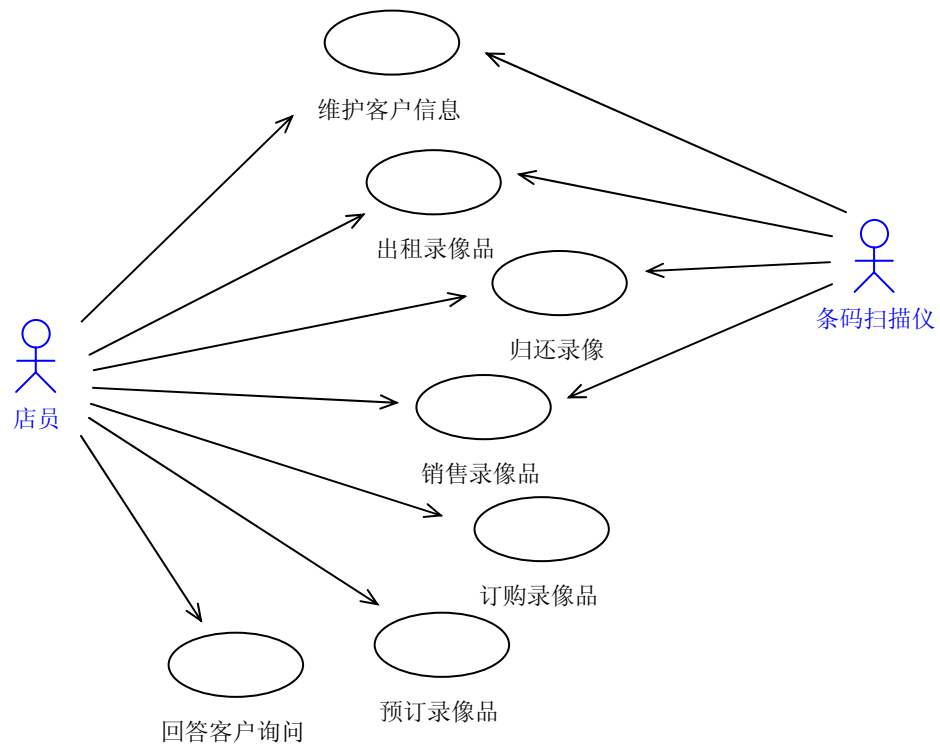 维护客户信息
出租录像品
条码扫描仪
归还录像
店员
销售录像品
订购录像品
预订录像品
回答客户询问